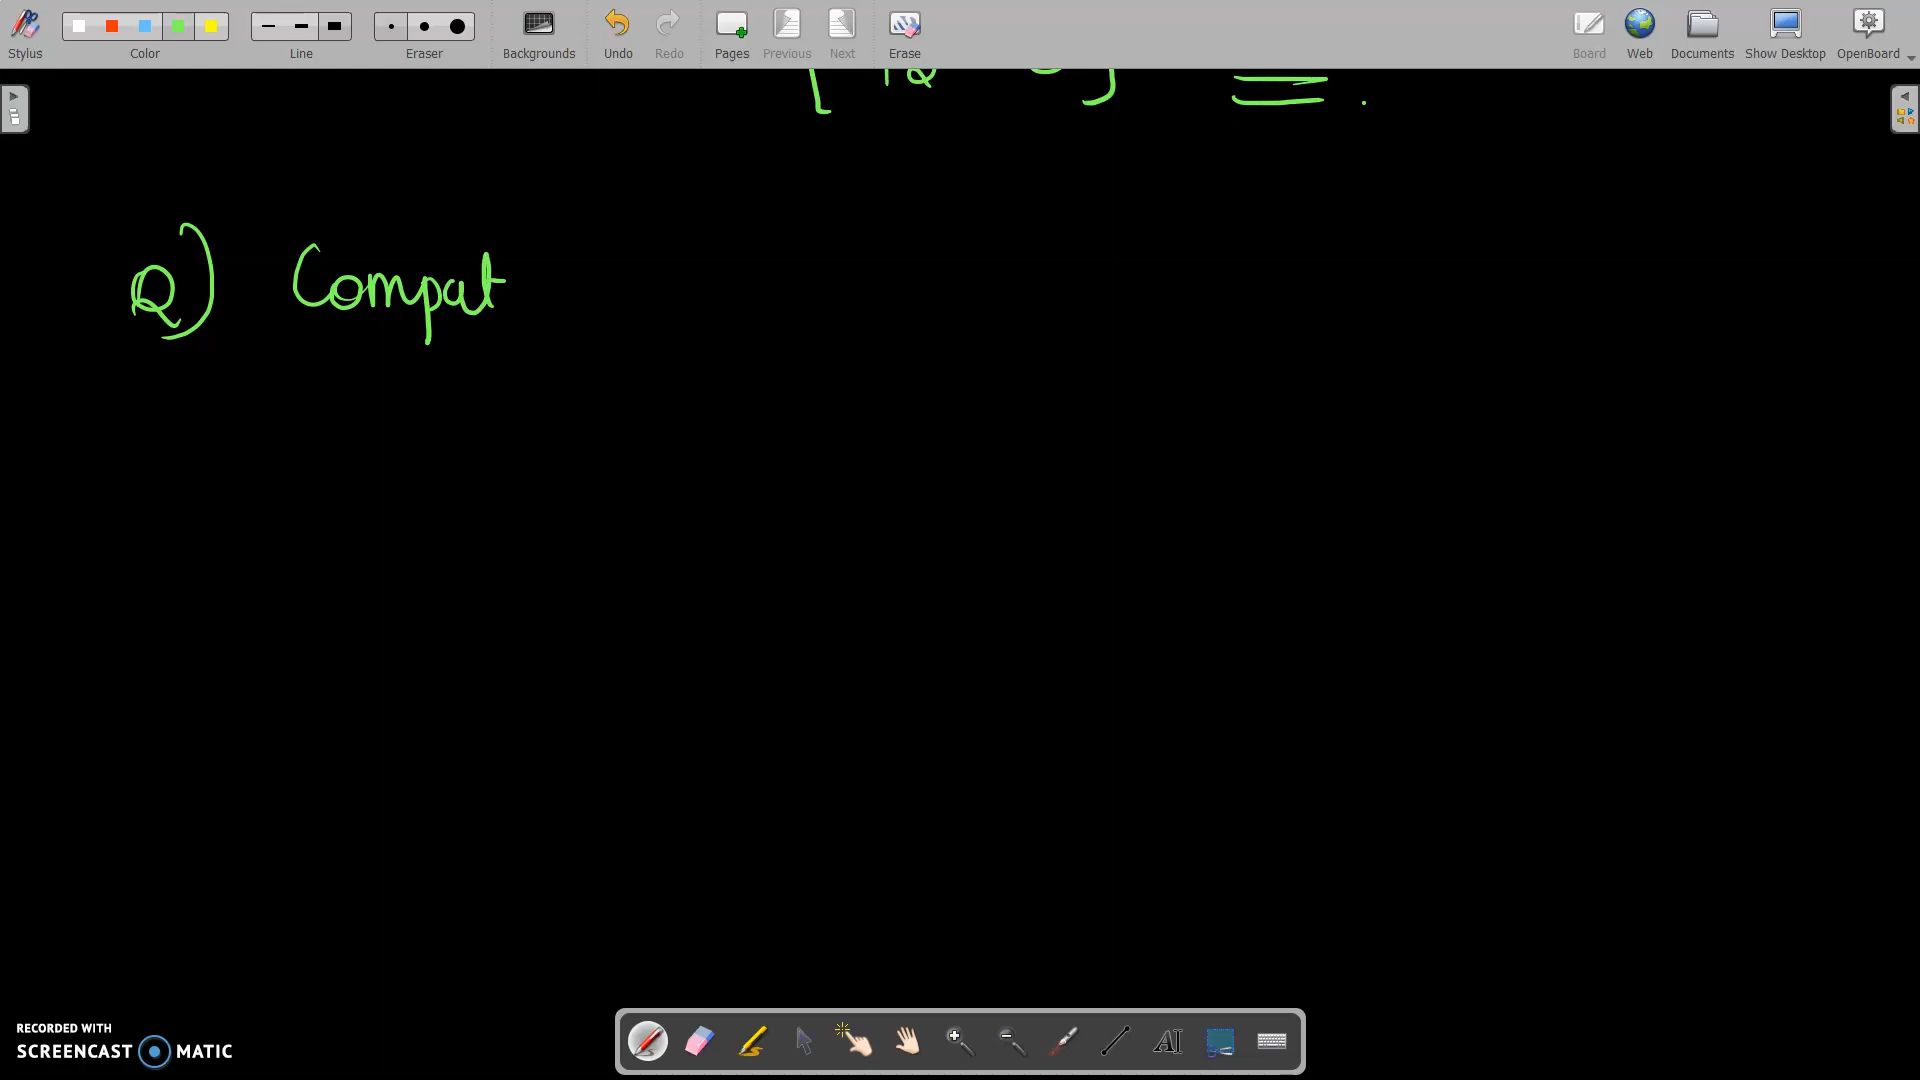 Stylus Color Line Eraser Backgrounds Undo Redo Pages Previous Next Erase Board Web Documents Show Desktop OpenBoard
Q) Comput
RECORDED WITH
SCREENCAST MATIC